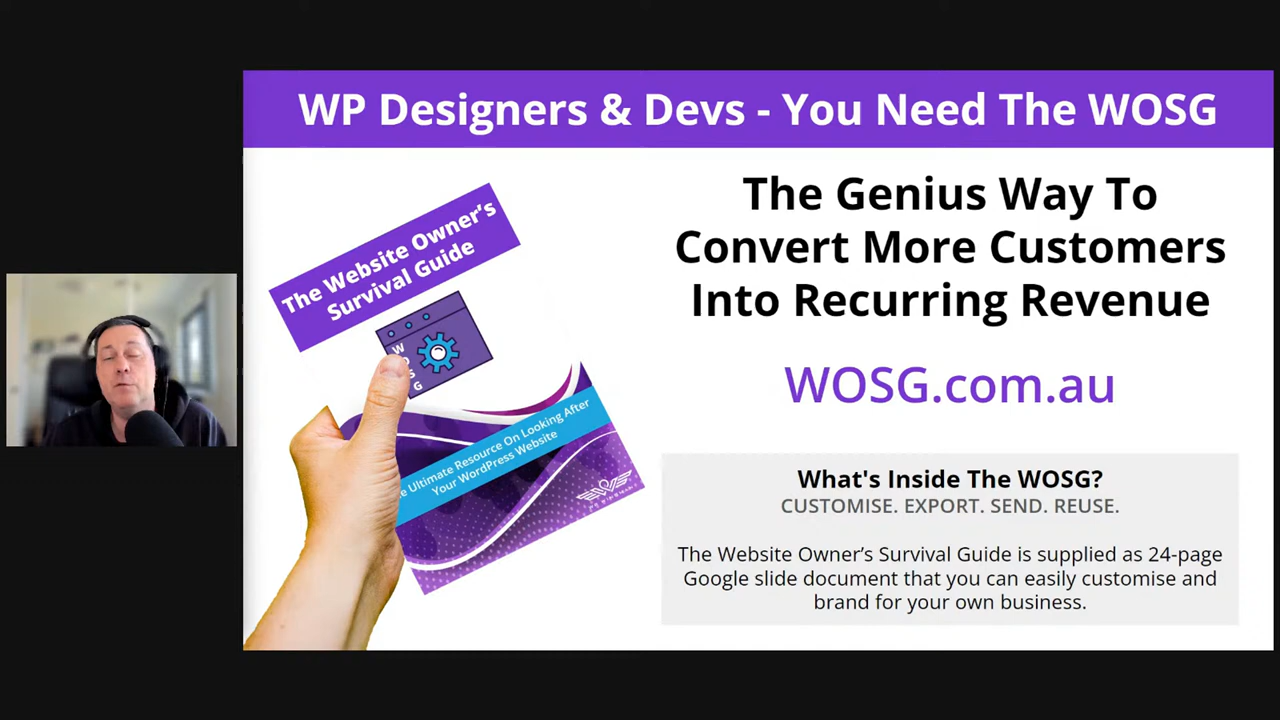 WP Designers & Devs - You Need The WOSG
The Website Owner's
Survival Guide
W
O
S
G
Ultimate Resource On Looking After
Your WordPress Website
The Genius Way To
Convert More Customers
Into Recurring Revenue
WOSG.com.au
What's Inside The WOSG?
CUSTOMISE. EXPORT. SEND. REUSE.
The Website Owner’s Survival Guide is supplied as 24-page
Google slide document that you can easily customise and
brand for your own business.